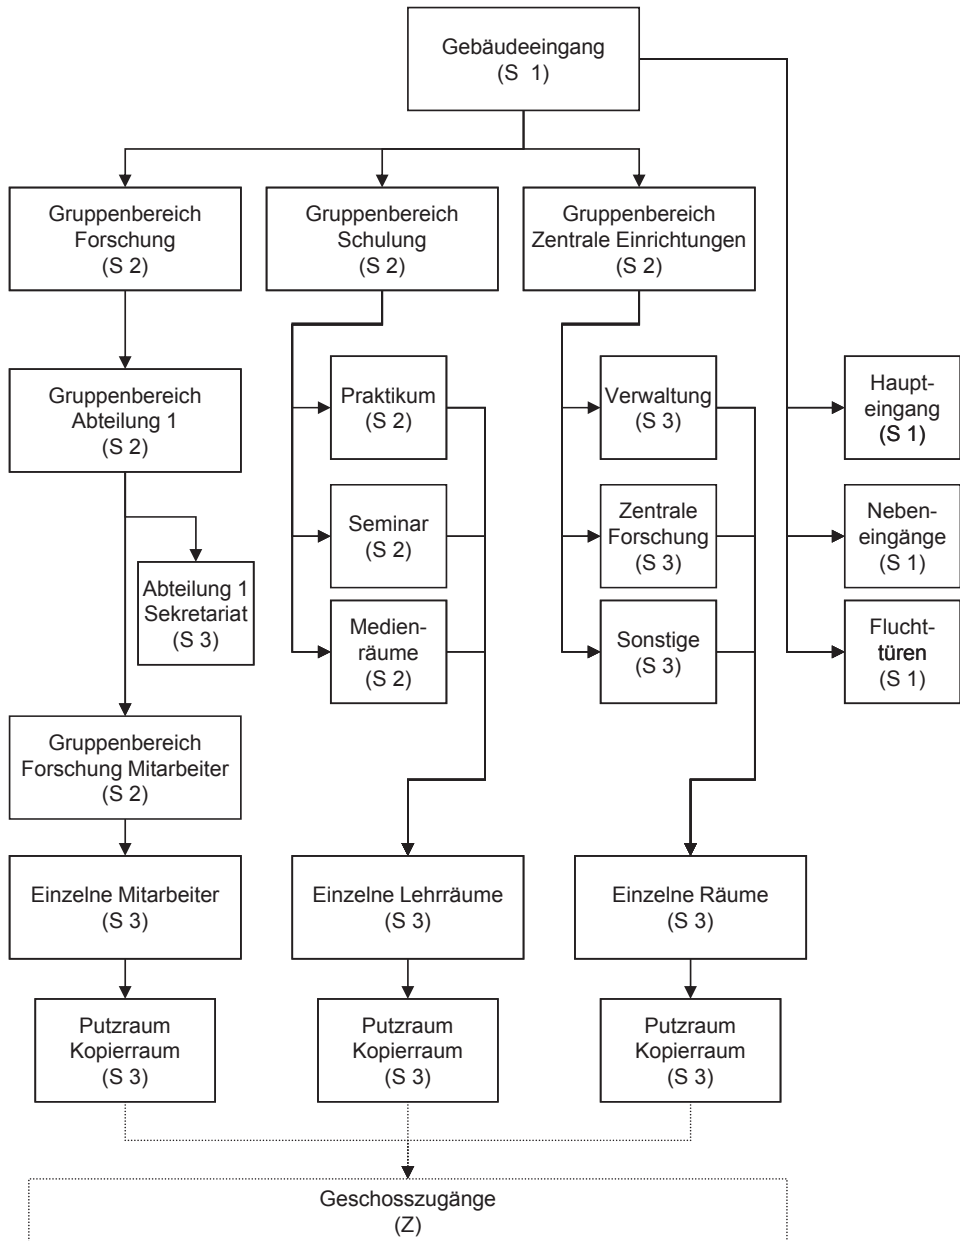 Gebäudeeingang
(S 1)
Gruppenbereich
Forschung
(S 2)
Gruppenbereich
Schulung
(S 2)
Gruppenbereich
Zentrale Einrichtungen
(S 2)
Gruppenbereich
Abteilung 1
(S 2)
Praktikum
(S 2)
Verwaltung
(S 3)
Haupt-
eingang
(S 1)
Seminar
(S 2)
Zentrale
Forschung
(S 3)
Neben-
eingänge
(S 1)
Abteilung 1
Sekretariat
(S 3)
Medien-
räume
(S 2)
Sonstige
(S 3)
Flucht-
türen
(S 1)
Gruppenbereich
Forschung Mitarbeiter
(S 2)
Einzelne Mitarbeiter
(S 3)
Einzelne Lehrräume
(S 3)
Einzelne Räume
(S 3)
Putzraum
Kopierraum
(S 3)
Putzraum
Kopierraum
(S 3)
Putzraum
Kopierraum
(S 3)
Geschosszugänge
(Z)